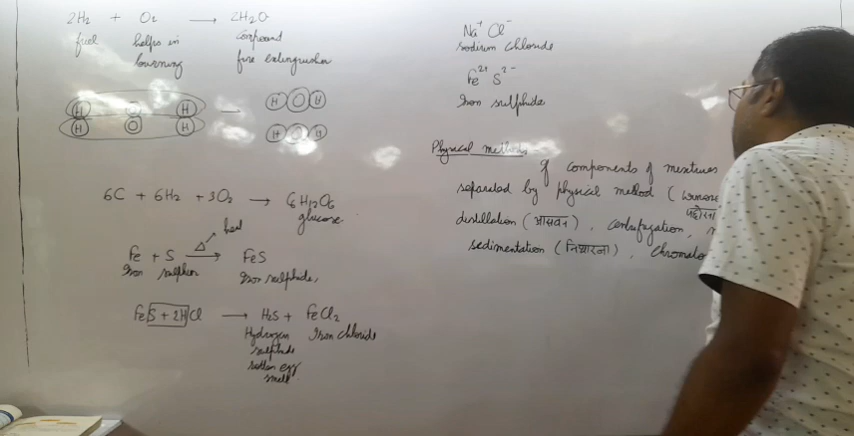 2H₂ + O₂ → 2H₂O
fuel helps in compound
burning fire extinguisher
H O H — H O H
H O H H O H
6C + 6H₂ + 3O₂ → C₆H₁₂O₆
glucose
heat
Fe + S △→ FeS
Iron sulphur Iron sulphide,
FeS + 2HCl → H₂S + FeCl₂
Hydrogen Iron chloride
sulphide
rotten egg
smell
Na⁺ Cl⁻
sodium chloride
Fe²⁺ S²⁻
Iron sulphide
Physical methods
of components of mixtures
separated by physical method (
distillation (आसवन), centrifugation,
sedimentation (निथारना),